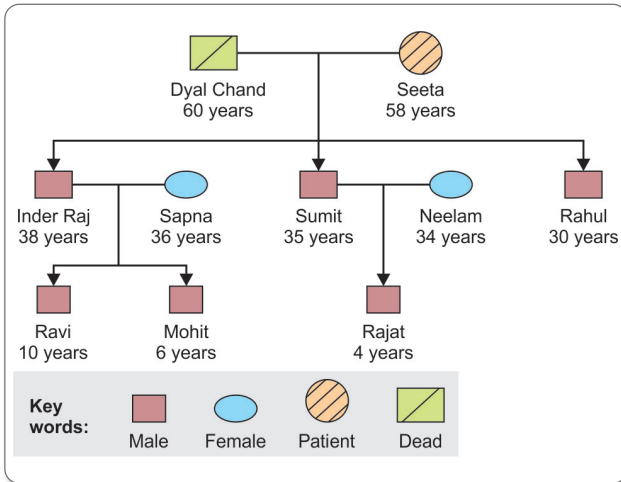 Dyal Chand Seeta
60 years 58 years
Inder Raj Sapna Sumit Neelam Rahul
38 years 36 years 35 years 34 years 30 years
Ravi Mohit Rajat
10 years 6 years 4 years
Key
words:
Male Female Patient Dead